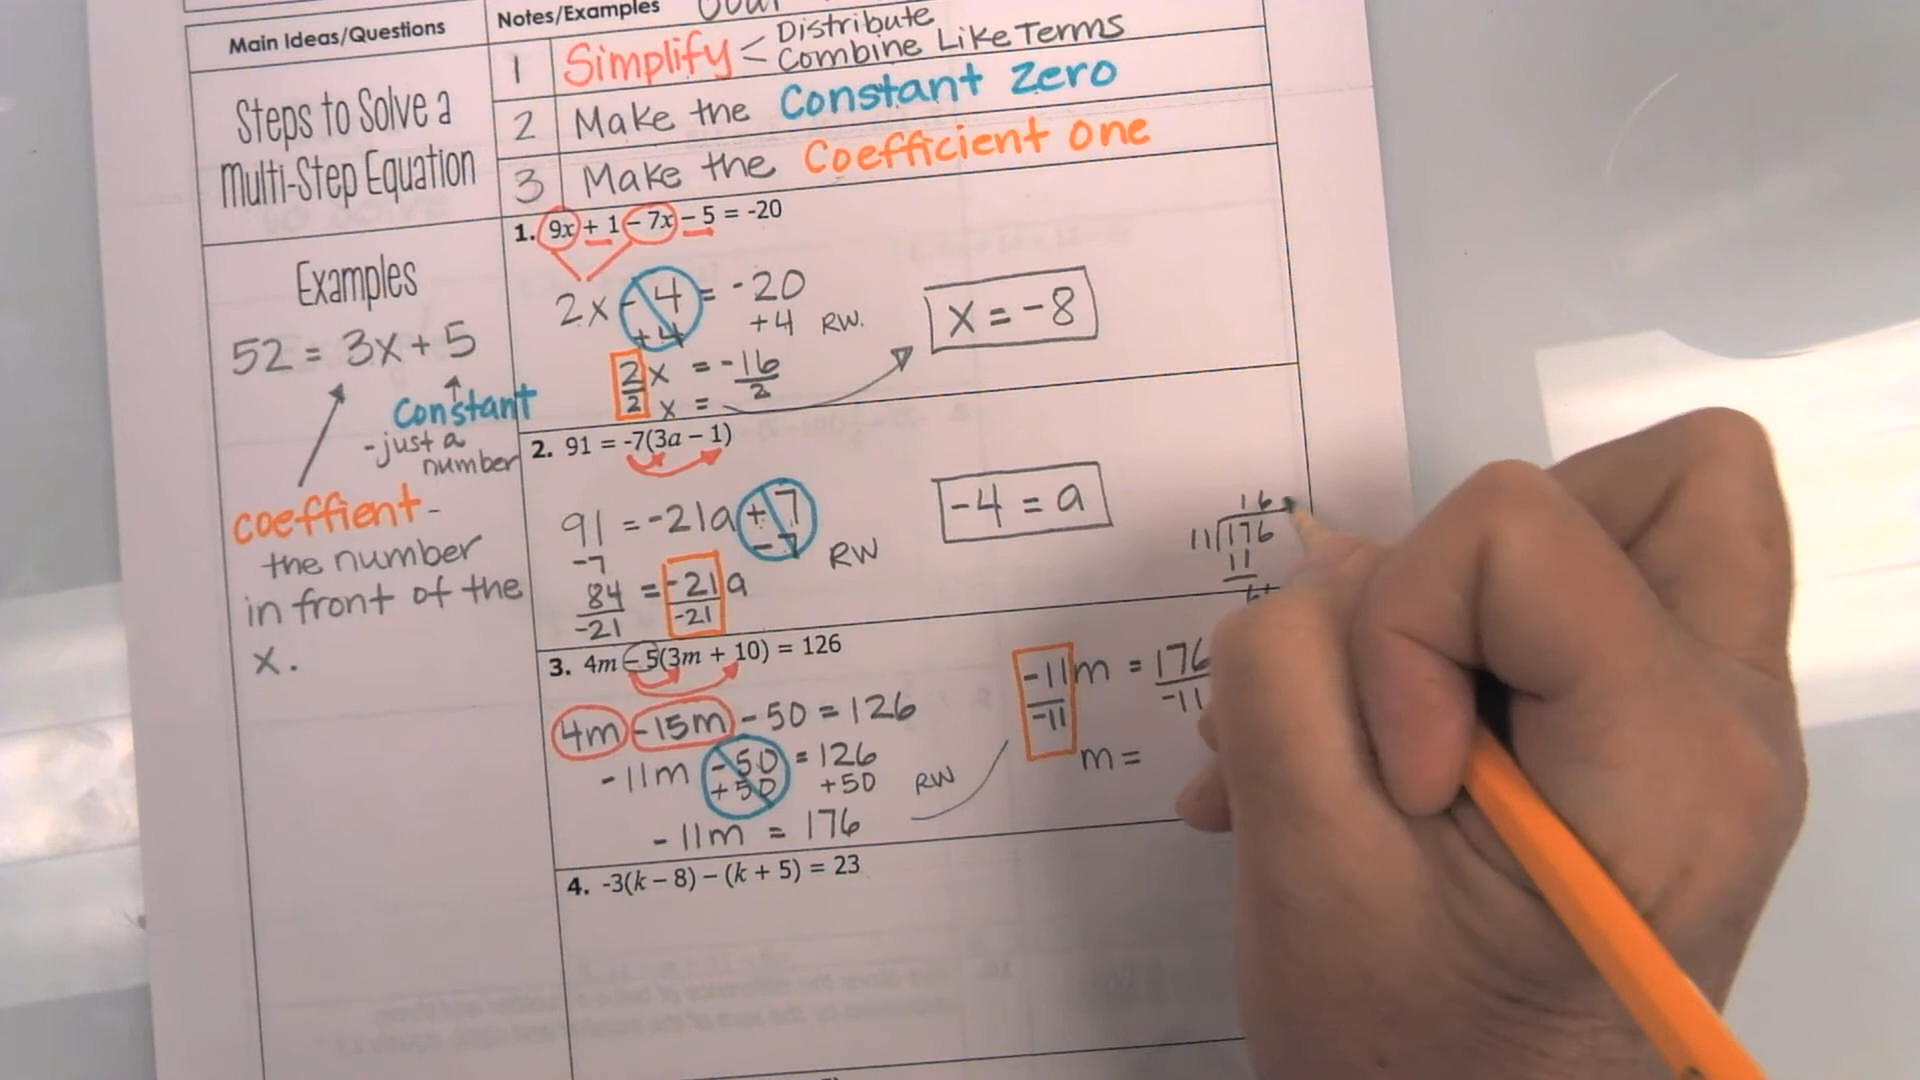 Main Ideas/Questions
Notes/Examples
Steps to Solve a
Multi-Step Equation
1 Simplify < Distribute
Combine Like Terms
2 Make the Constant Zero
3 Make the Coefficient one
Examples
52 = 3x + 5
Constant
- just a
number
coeffient -
the number
in front of the
x.
1. 9x + 1 - 7x - 5 = -20
2x - 4 = -20
+4 +4 RW.
2x = -16
2 2
x =
x = -8
2. 91 = -7(3a - 1)
91 = -21a + 7
-7 -7 RW
84 = -21a
-21 -21
-4 = a
3. 4m - 5(3m + 10) = 126
4m - 15m - 50 = 126
-11m - 50 = 126
+50 +50 RW
-11m = 176
16
11)176
11
-11m = 176
-11 -11
m =
4. -3(k - 8) - (k + 5) = 23